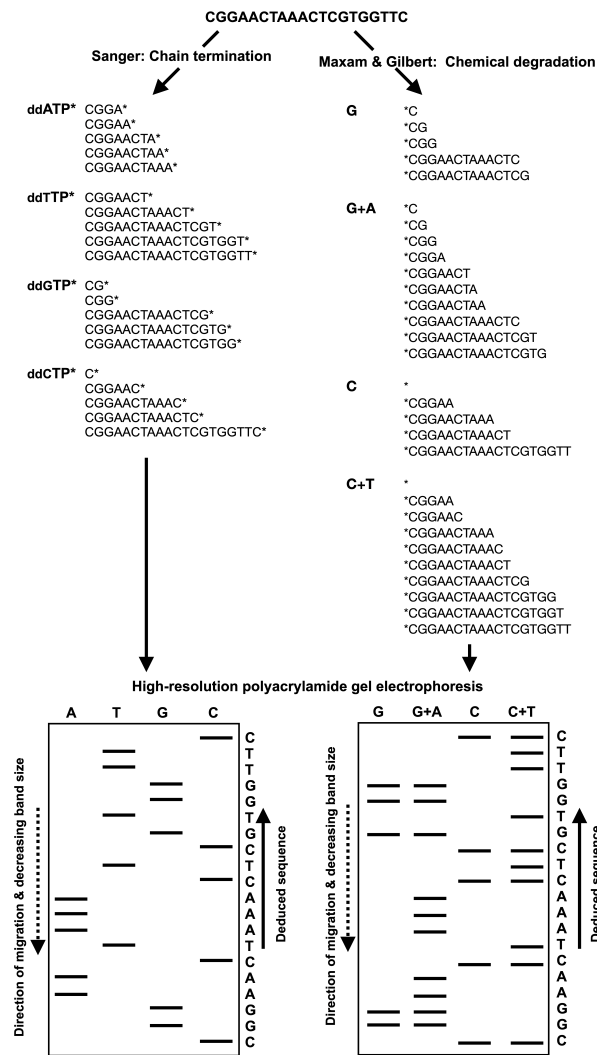 CGGAACTAAACTCGTGGTTC
Sanger: Chain termination
Maxam & Gilbert: Chemical degradation
ddATP* CGGA*
CGGAA*
CGGAACTA*
CGGAACTAA*
CGGAACTAAA*
ddTTP* CGGAACT*
CGGAACTAAACT*
CGGAACTAAACTCGT*
CGGAACTAAACTCGTGGT*
CGGAACTAAACTCGTGGTT*
ddGTP* CG*
CGG*
CGGAACTAAACTCG*
CGGAACTAAACTCGTG*
CGGAACTAAACTCGTGG*
ddCTP* C*
CGGAAC*
CGGAACTAAAC*
CGGAACTAAACTC*
CGGAACTAAACTCGTGGTTC*
G *C
*CG
*CGG
*CGGAACTAAACTC
*CGGAACTAAACTCG
G+A *C
*CG
*CGG
*CGGA
*CGGAACT
*CGGAACTA
*CGGAACTAA
*CGGAACTAAACTC
*CGGAACTAAACTCGT
*CGGAACTAAACTCGTG
C *
*CGGAA
*CGGAACTAAA
*CGGAACTAAACT
*CGGAACTAAACTCGTGGTT
C+T *
*CGGAA
*CGGAAC
*CGGAACTAAA
*CGGAACTAAAC
*CGGAACTAAACT
*CGGAACTAAACTCG
*CGGAACTAAACTCGTGG
*CGGAACTAAACTCGTGGT
*CGGAACTAAACTCGTGGTT
High-resolution polyacrylamide gel electrophoresis
A T G C
Direction of migration & decreasing band size
C
T
T
G
G
T
G
C
T
C
A
A
A
T
C
A
A
G
G
C
Deduced sequence
G G+A C C+T
Direction of migration & decreasing band size
C
T
T
G
G
T
G
C
T
C
A
A
A
T
C
A
A
G
G
C
Deduced sequence